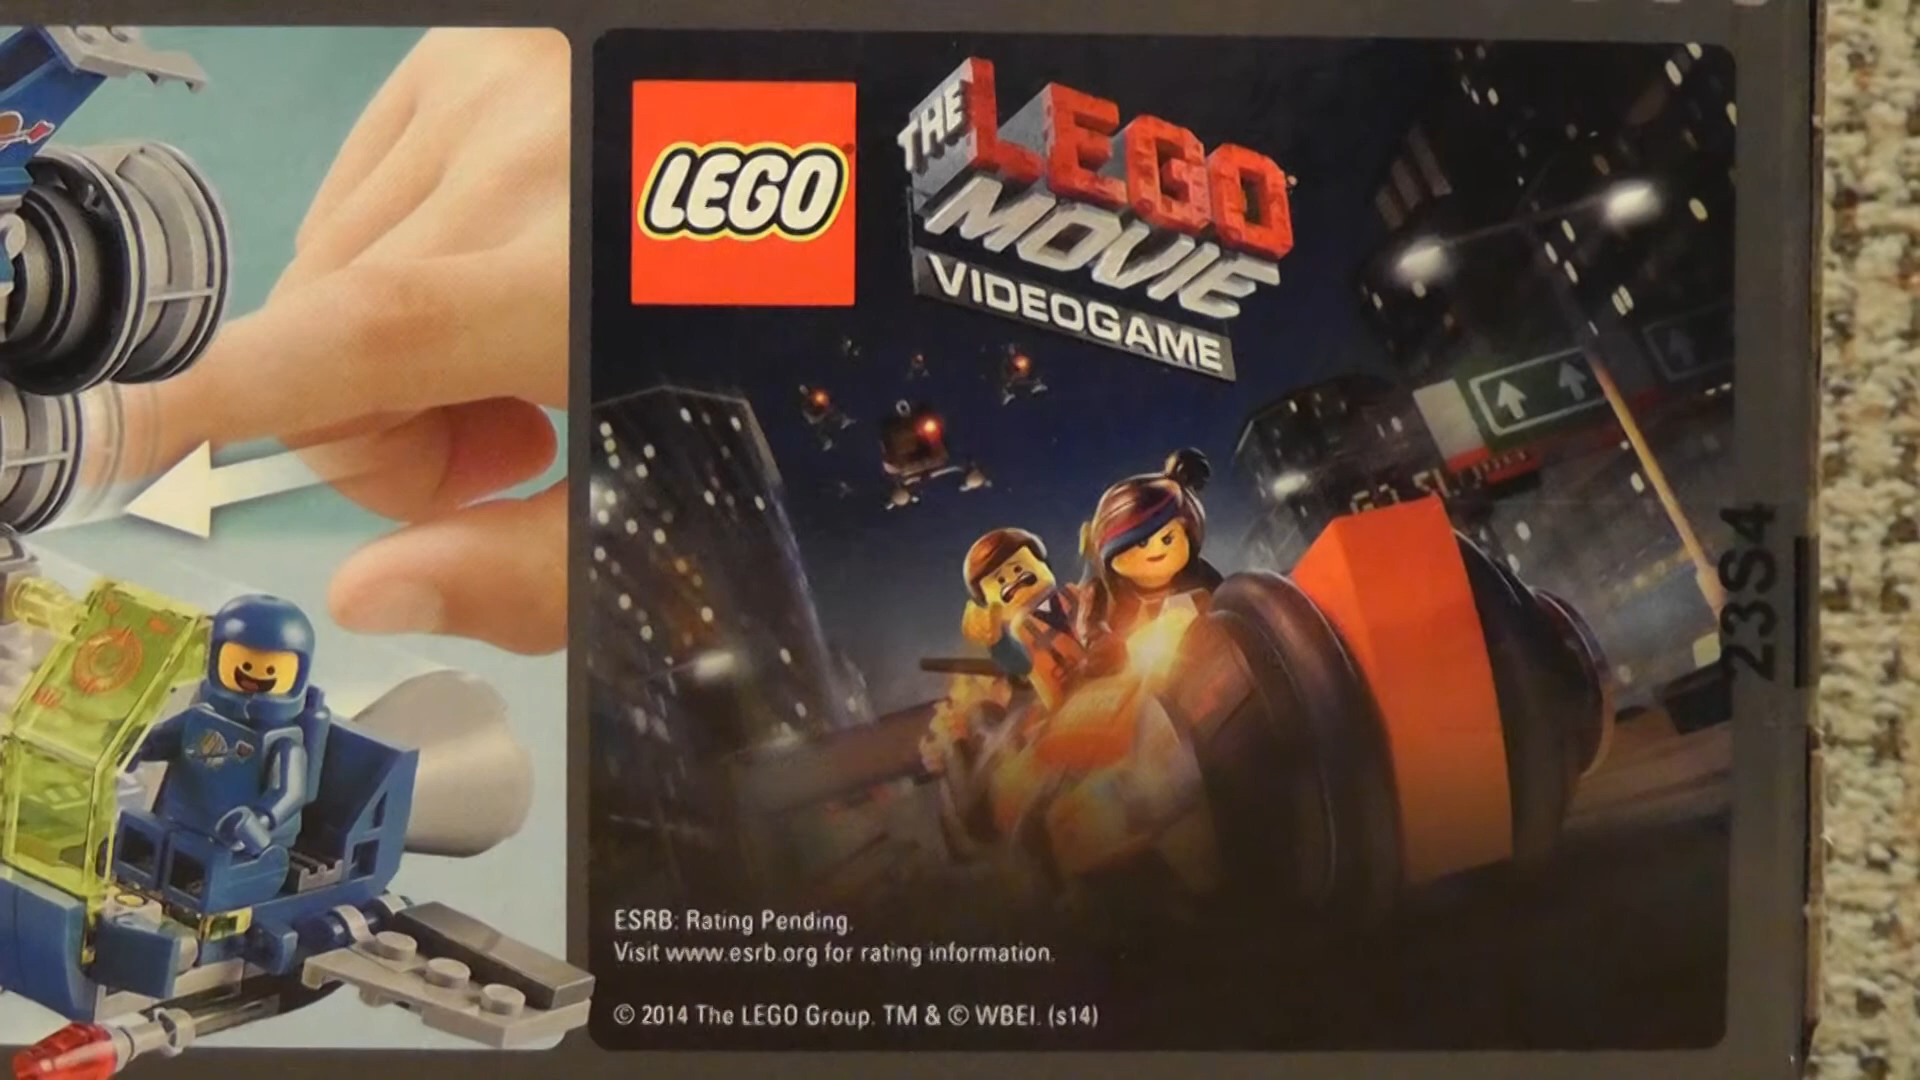 LEGO
THE LEGO
MOVIE
VIDEOGAME
23S4
ESRB: Rating Pending.
Visit www.esrb.org for rating information.
© 2014 The LEGO Group. TM & © WBEI. (s14)